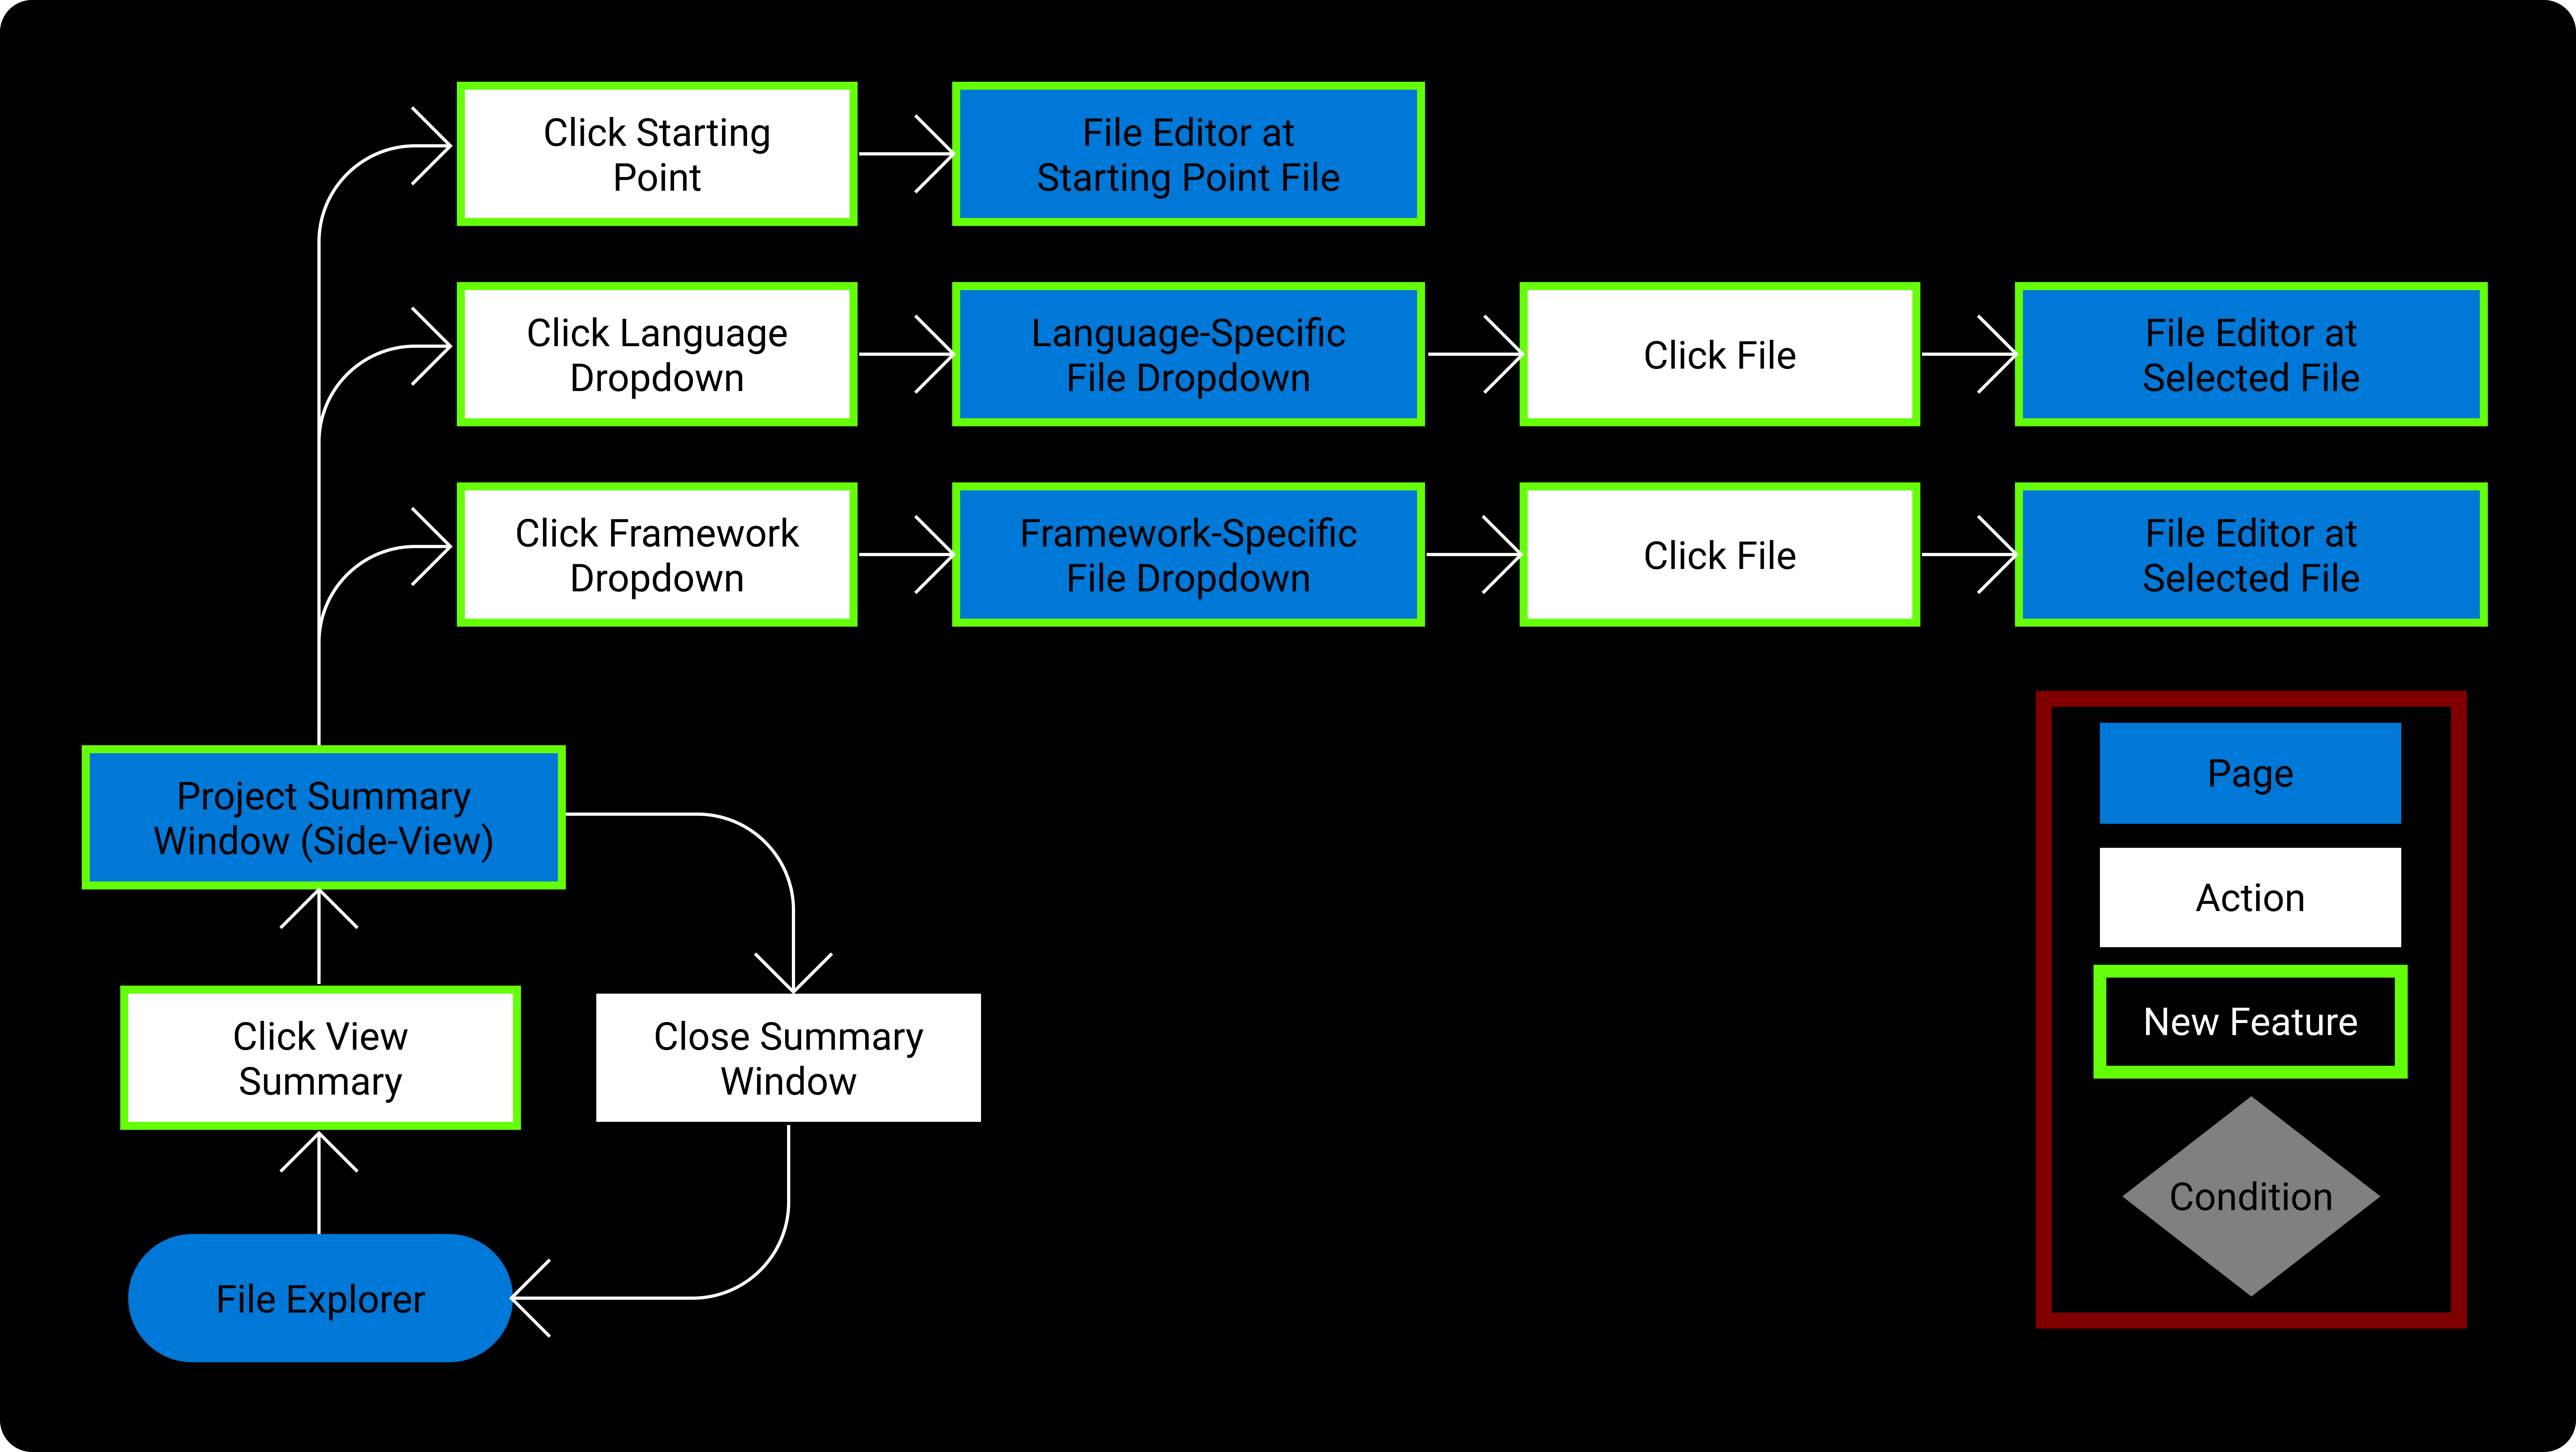 Click Starting
Point
File Editor at
Starting Point File
Click Language
Dropdown
Language-Specific
File Dropdown
Click File
File Editor at
Selected File
Click Framework
Dropdown
Framework-Specific
File Dropdown
Click File
File Editor at
Selected File
Project Summary
Window (Side-View)
Click View
Summary
Close Summary
Window
File Explorer
Page
Action
New Feature
Condition